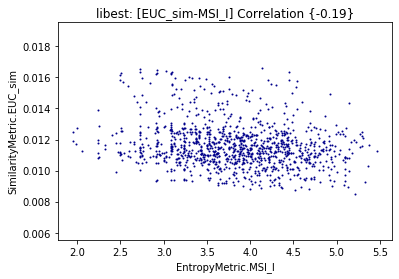 libest: [EUC_sim-MSI_I] Correlation {-0.19}
0.018
0.016
0.014
0.012
0.010
0.008
0.006
SimilarityMetric.EUC_sim
2.0 2.5 3.0 3.5 4.0 4.5 5.0 5.5
EntropyMetric.MSI_I